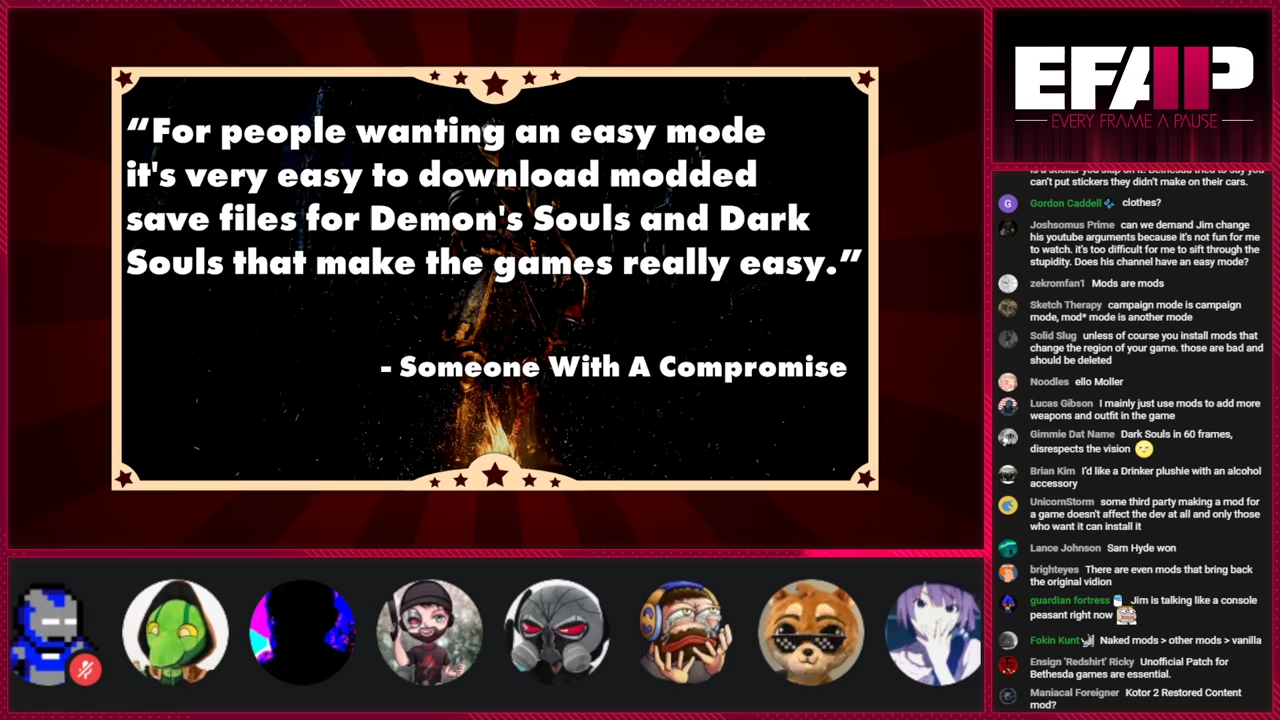 “For people wanting an easy mode
it's very easy to download modded
save files for Demon's Souls and Dark
Souls that make the games really easy.”
- Someone With A Compromise
EFAP
EVERY FRAME A PAUSE
can’t put stickers they didn’t make on their cars.
G
Gordon Caddell clothes?
Joshsomus Prime can we demand Jim change
his youtube arguments because it's not fun for me
to watch. it's too difficult for me to sift through the
stupidity. Does his channel have an easy mode?
zekromfan1 Mods are mods
Sketch Therapy campaign mode is campaign
mode, mod* mode is another mode
Solid Slug unless of course you install mods that
change the region of your game. those are bad and
should be deleted
Noodles ello Moller
Lucas Gibson I mainly just use mods to add more
weapons and outfit in the game
Gimmie Dat Name Dark Souls in 60 frames,
disrespects the vision
Brian Kim I’d like a Drinker plushie with an alcohol
accessory
UnicornStorm some third party making a mod for
a game doesn't affect the dev at all and only those
who want it can install it
Lance Johnson Sam Hyde won
brighteyes There are even mods that bring back
the original vidion
guardian fortress Jim is talking like a console
peasant right now
Fokin Kunt Naked mods > other mods > vanilla
Ensign 'Redshirt' Ricky Unofficial Patch for
Bethesda games are essential.
Maniacal Foreigner Kotor 2 Restored Content
mod?